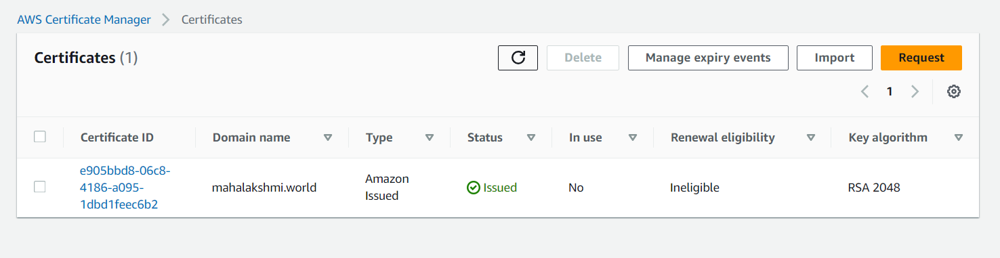 AWS Certificate Manager > Certificates
Certificates (1)
Delete
Manage expiry events
Import
Request
1
Certificate ID
Domain name
Type
Status
In use
Renewal eligibility
Key algorithm
e905bbd8-06c8-
4186-a095-
1dbd1feec6b2
mahalakshmi.world
Amazon
Issued
Issued
No
Ineligible
RSA 2048